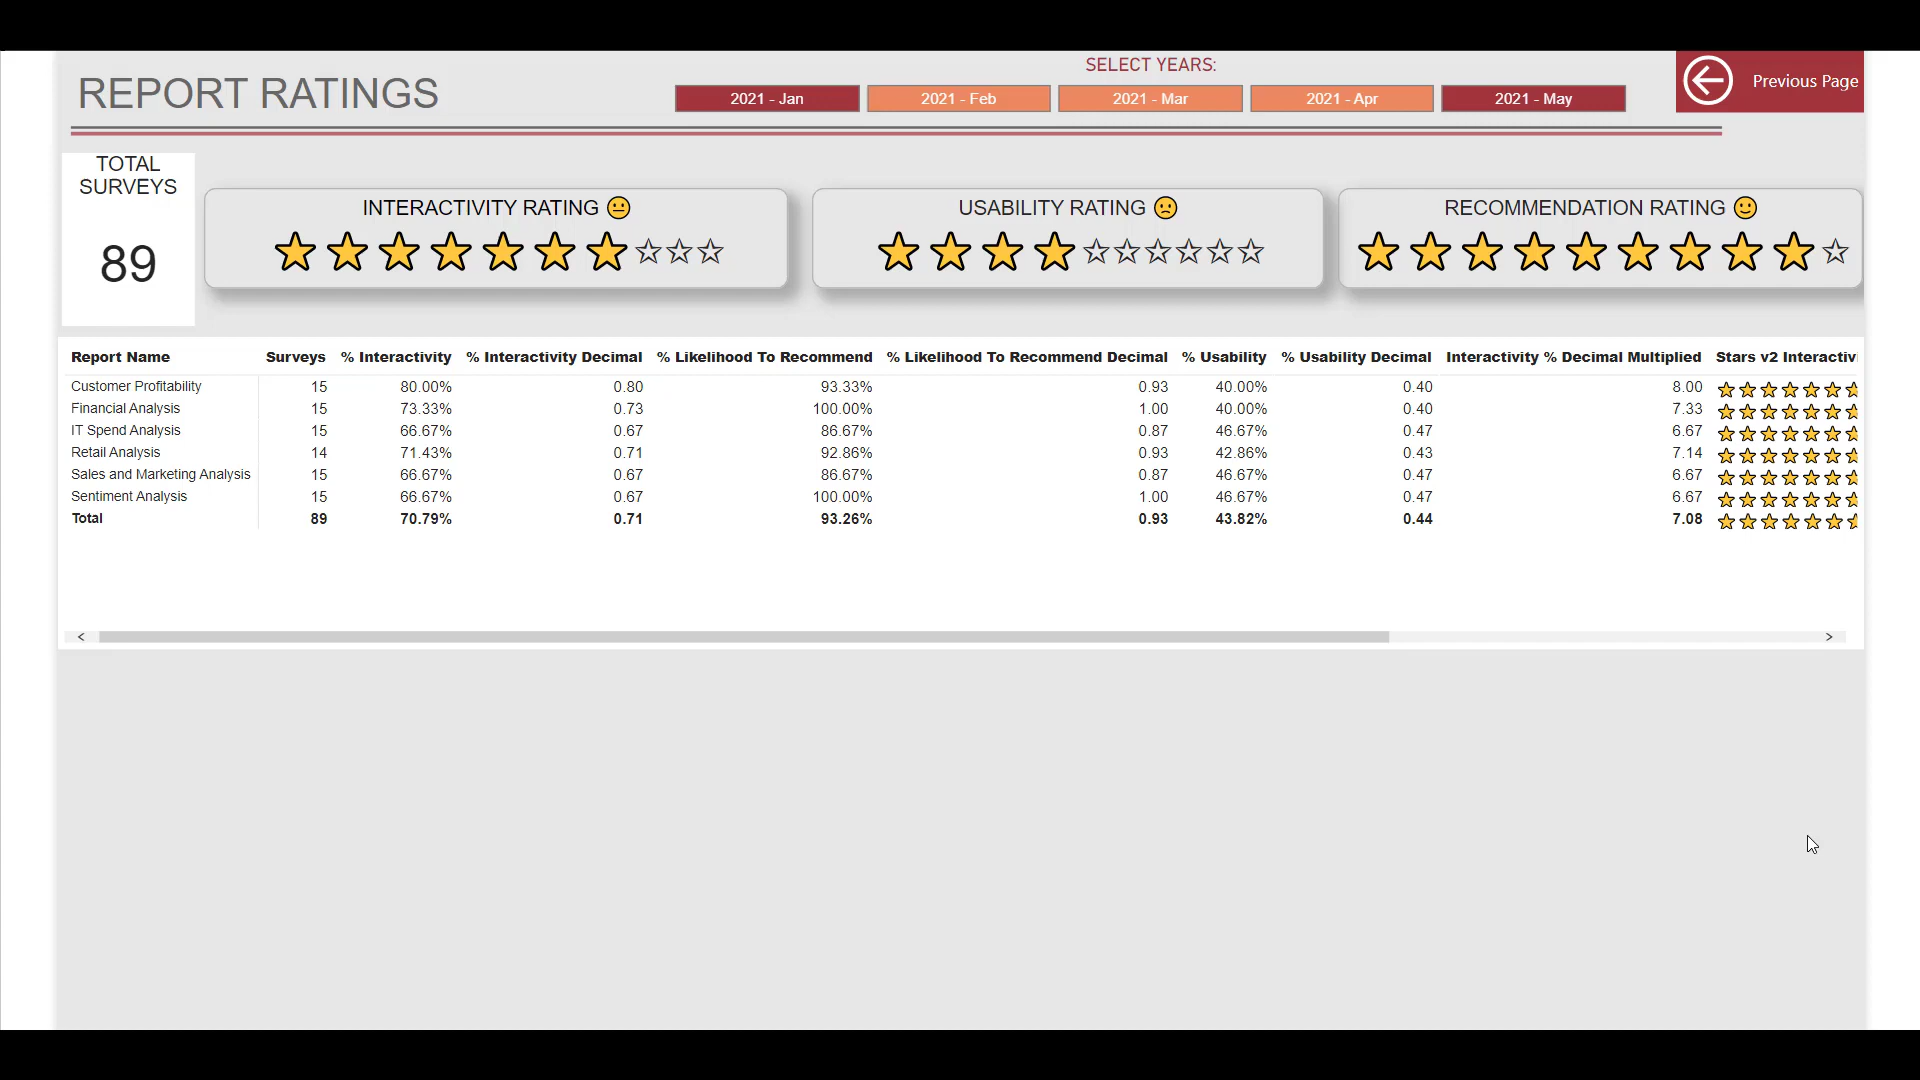 REPORT RATINGS
SELECT YEARS:
2021 - Jan
2021 - Feb
2021 - Mar
2021 - Apr
2021 - May
Previous Page
TOTAL
SURVEYS
89
INTERACTIVITY RATING
USABILITY RATING
RECOMMENDATION RATING
Report Name Surveys % Interactivity % Interactivity Decimal % Likelihood To Recommend % Likelihood To Recommend Decimal % Usability % Usability Decimal Interactivity % Decimal Multiplied Stars v2 Interactivi
Customer Profitability 15 80.00% 0.80 93.33% 0.93 40.00% 0.40 8.00
Financial Analysis 15 73.33% 0.73 100.00% 1.00 40.00% 0.40 7.33
IT Spend Analysis 15 66.67% 0.67 86.67% 0.87 46.67% 0.47 6.67
Retail Analysis 14 71.43% 0.71 92.86% 0.93 42.86% 0.43 7.14
Sales and Marketing Analysis 15 66.67% 0.67 86.67% 0.87 46.67% 0.47 6.67
Sentiment Analysis 15 66.67% 0.67 100.00% 1.00 46.67% 0.47 6.67
Total 89 70.79% 0.71 93.26% 0.93 43.82% 0.44 7.08